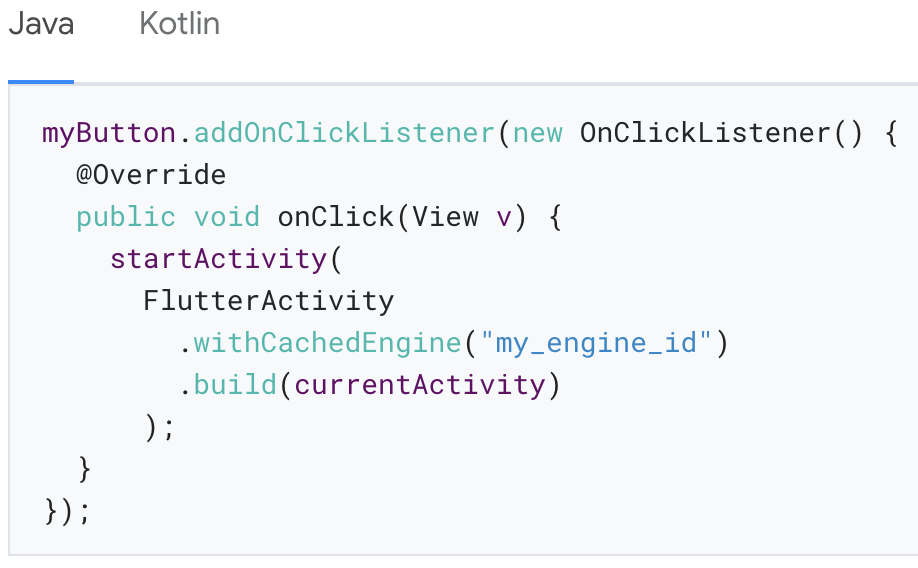 Java Kotlin
myButton.addOnClickListener(new OnClickListener() {
  @Override
  public void onClick(View v) {
    startActivity(
      FlutterActivity
        .withCachedEngine("my_engine_id")
        .build(currentActivity)
      );
  }
});